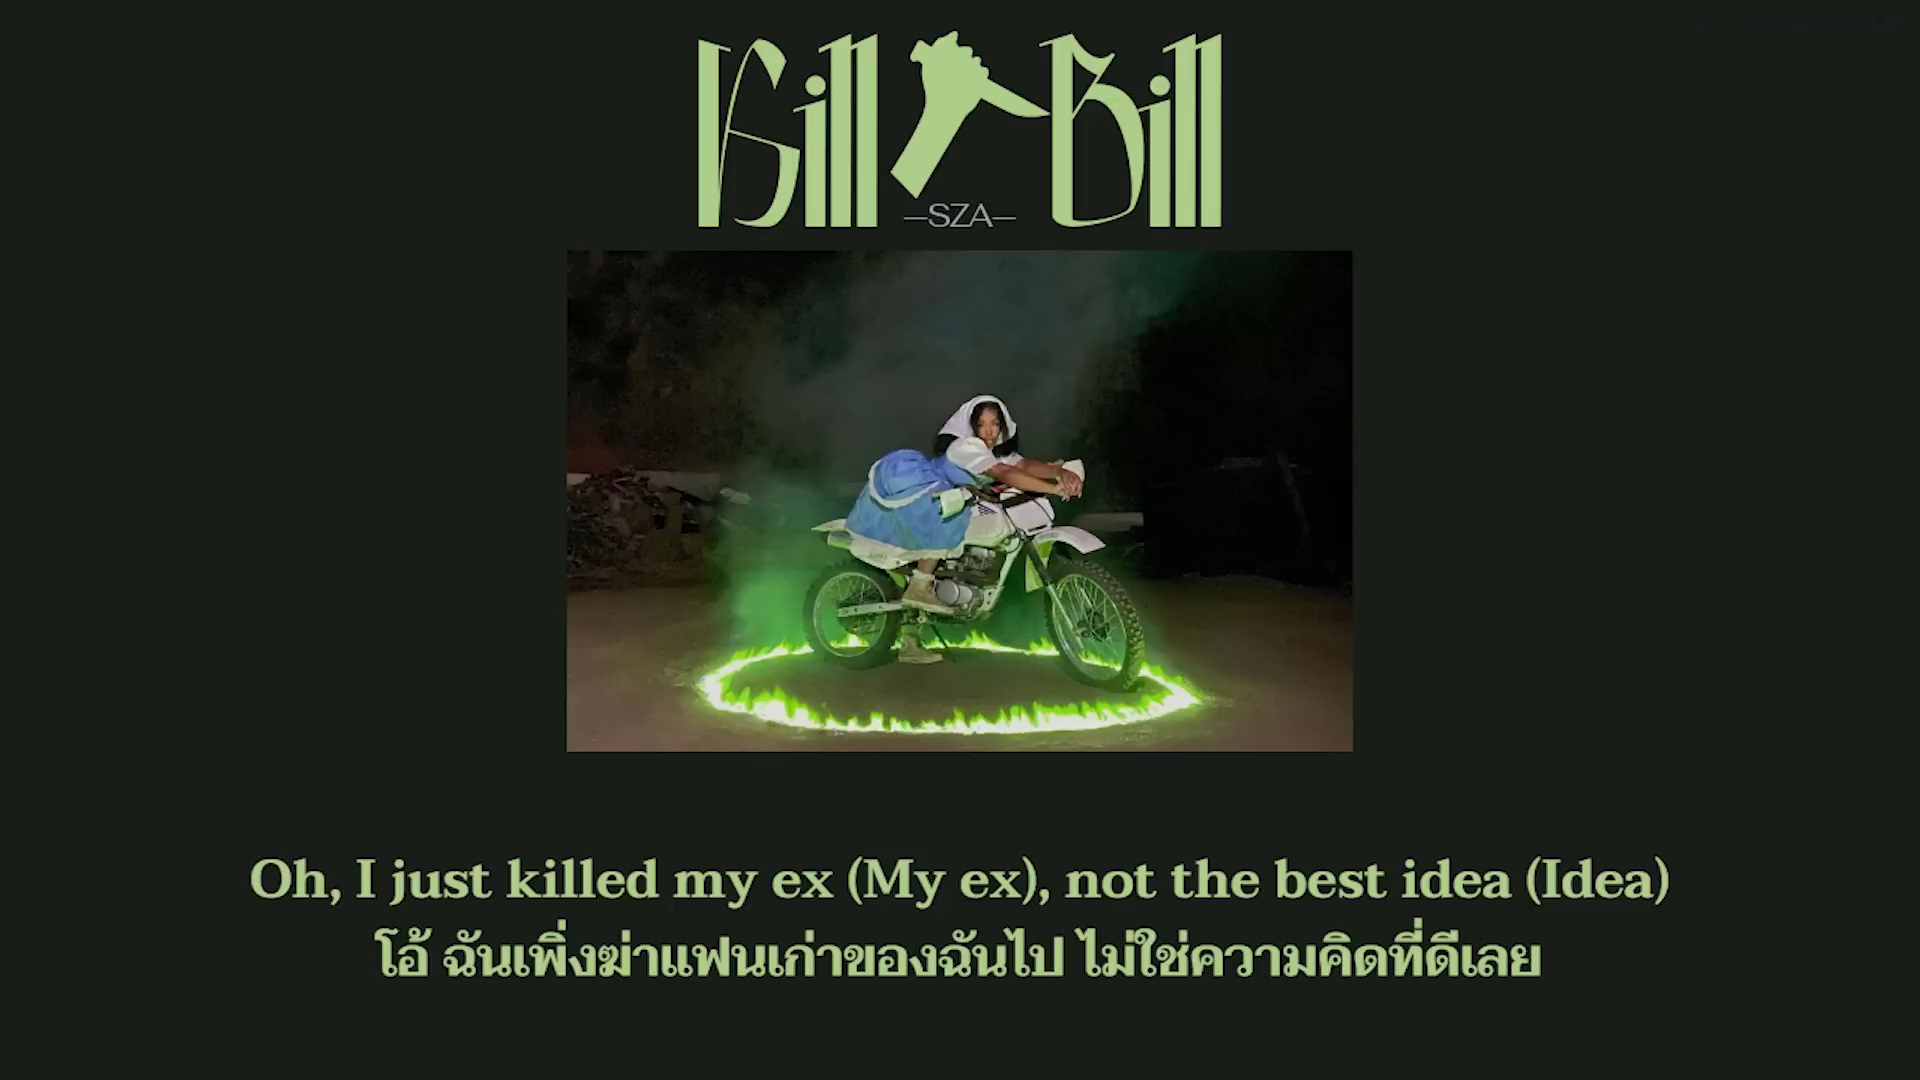 Kill Bill
—SZA—
Oh, I just killed my ex (My ex), not the best idea (Idea)
โอ้ ฉันเพิ่งฆ่าแฟนเก่าของฉันไป ไม่ใช่ความคิดที่ดีเลย